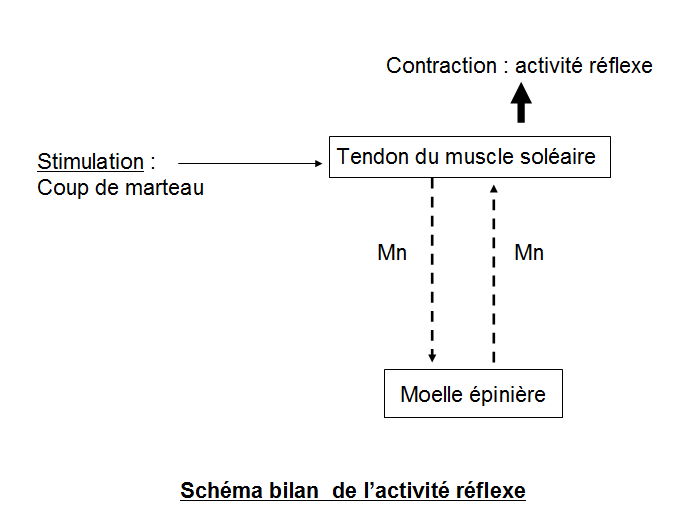 Contraction : activité réflexe
Tendon du muscle soléaire
Stimulation :
Coup de marteau
Mn
Mn
Moelle épinière
Schéma bilan de l'activité réflexe